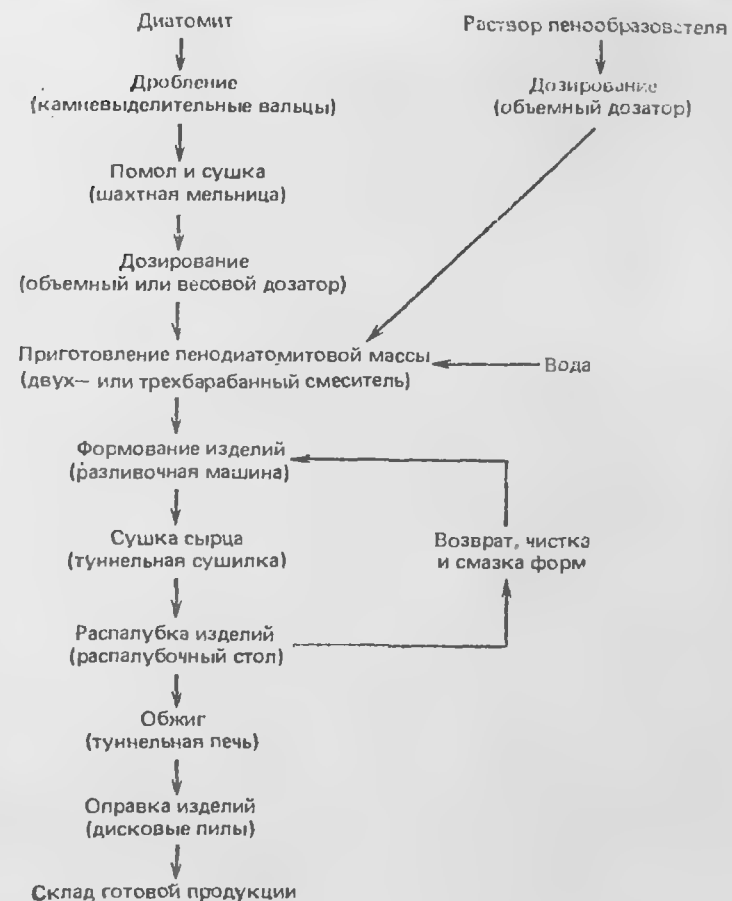 Диатомит
Раствор пенообразователя
Дробление
(камневыделительные вальцы)
Дозирование
(объемный дозатор)
Помол и сушка
(шахтная мельница)
Дозирование
(объемный или весовой дозатор)
Приготовление пенодиатомитовой массы
(двух— или трехбарабанный смеситель)
Вода
Формование изделий
(разливочная машина)
Сушка сырца
(туннельная сушилка)
Возврат, чистка
и смазка форм
Распалубка изделий
(распалубочный стол)
Обжиг
(туннельная печь)
Оправка изделий
(дисковые пилы)
Склад готовой продукции